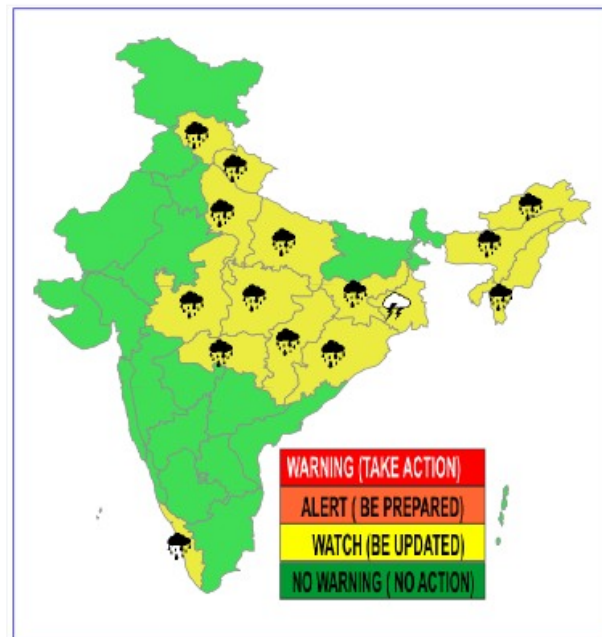 WARNING (TAKE ACTION)
ALERT ( BE PREPARED)
WATCH (BE UPDATED)
NO WARNING ( NO ACTION)